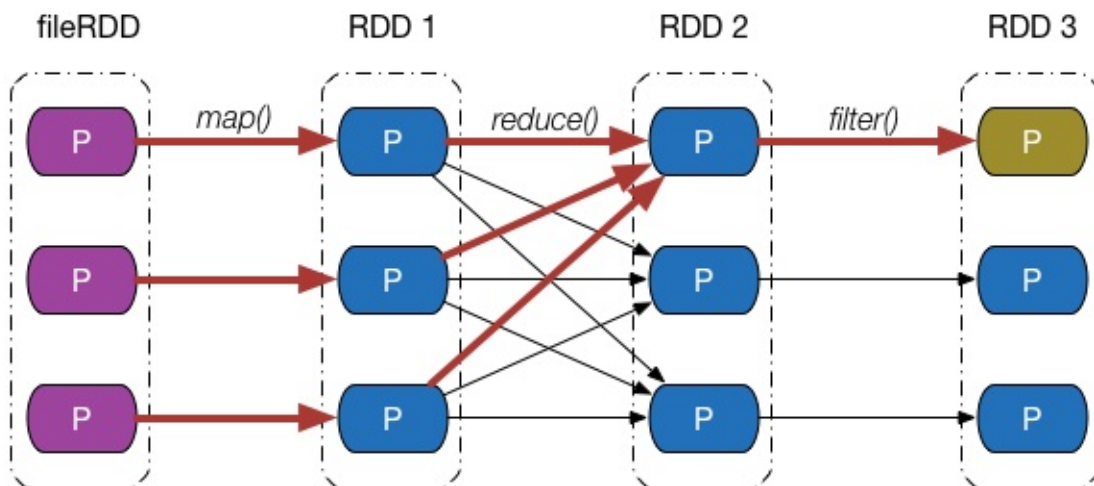 fileRDD RDD 1 RDD 2 RDD 3
map() reduce() filter()
P P P P
P P P P
P P P P